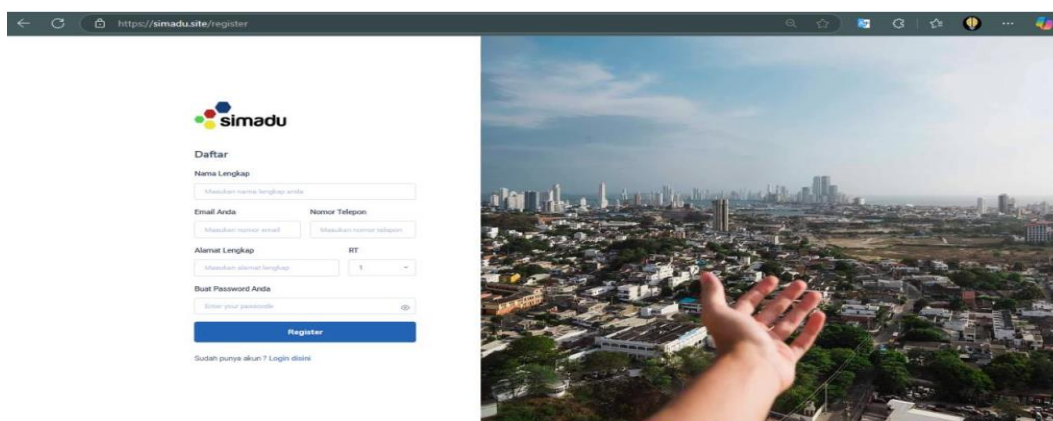 https://simadu.site/register
simadu
Daftar
Nama Lengkap
Masukan nama lengkap anda
Email Anda Nomor Telepon
Masukan nomor email Masukan nomor telepon
Alamat Lengkap RT
Masukan alamat lengkap 1
Buat Password Anda
Enter your passcode
Register
Sudah punya akun ? Login disini